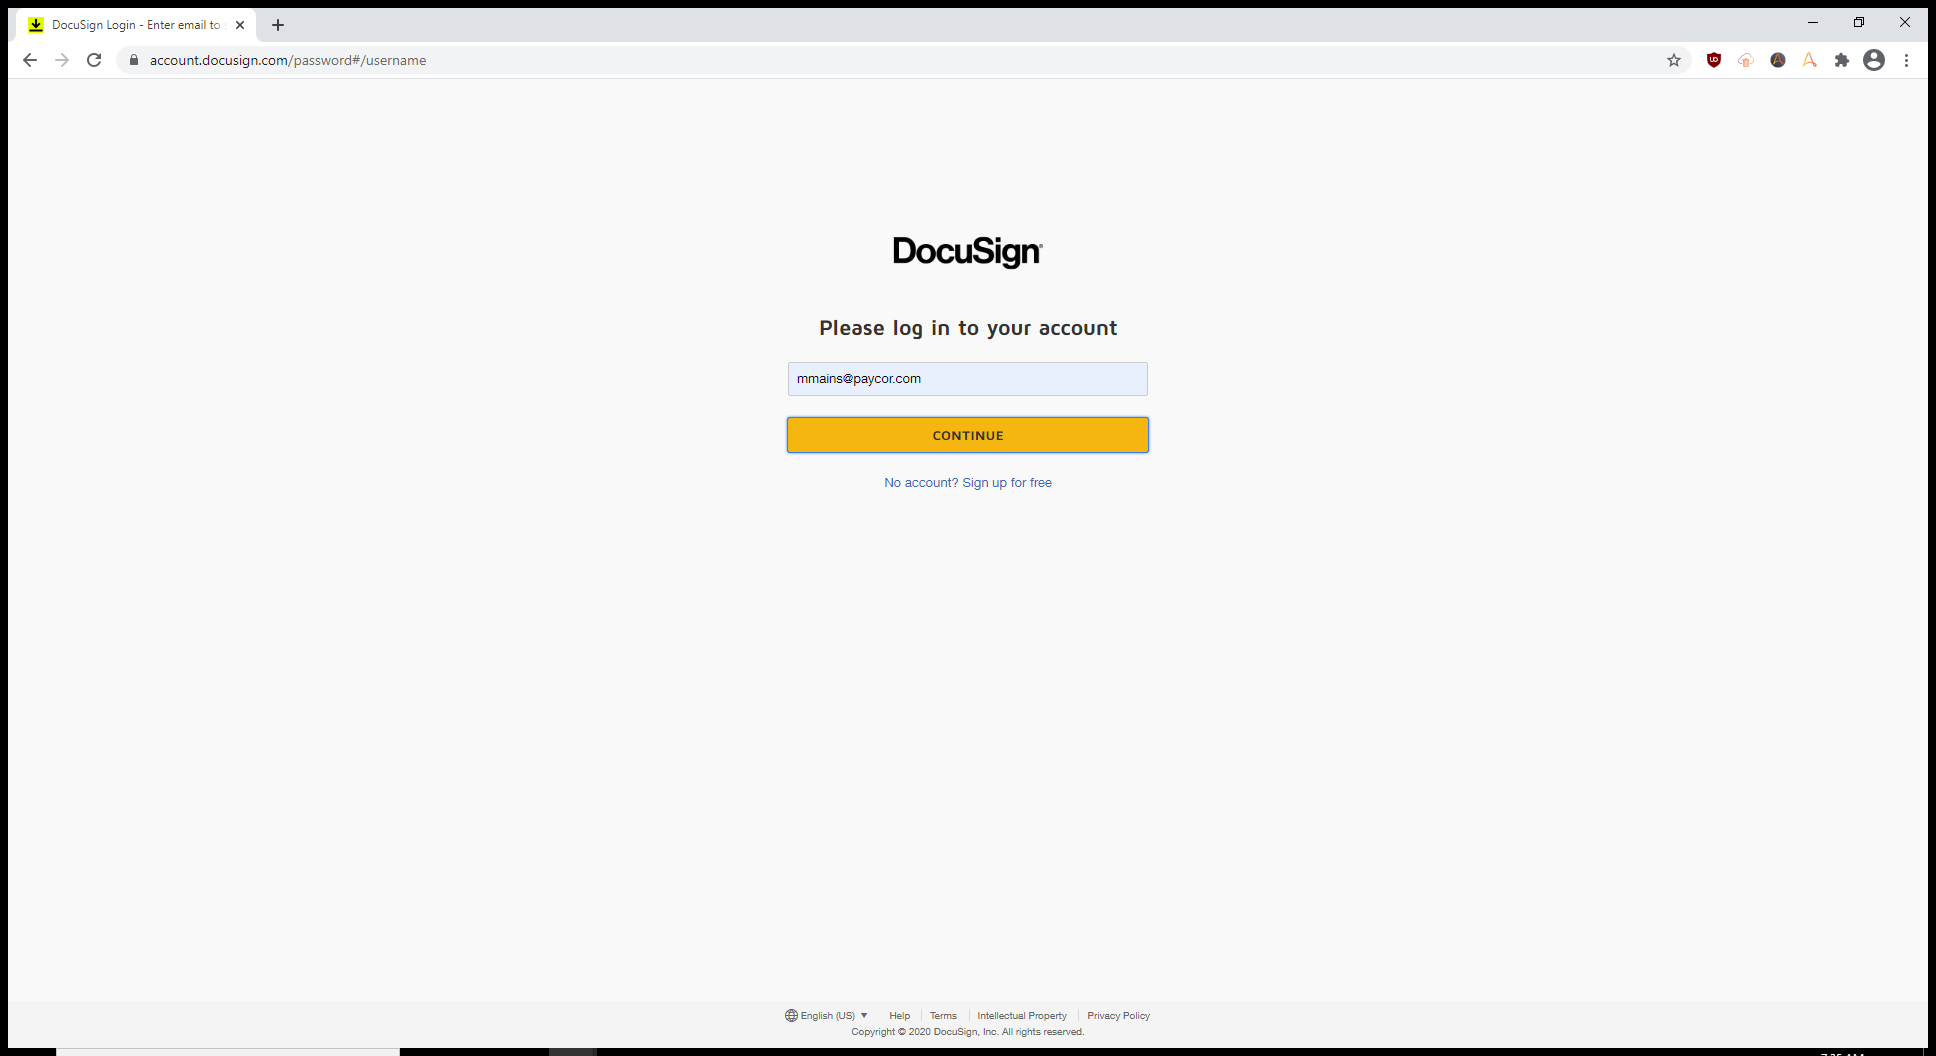 DocuSign Login - Enter email to
account.docusign.com/password#/username
DocuSign
Please log in to your account
mmains@paycor.com
CONTINUE
No account? Sign up for free
English (US) Help Terms Intellectual Property Privacy Policy
Copyright © 2020 DocuSign, Inc. All rights reserved.